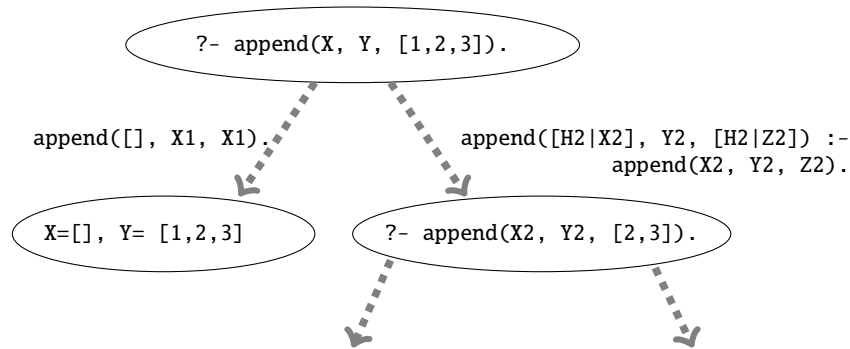 ?- append(X, Y, [1,2,3]).
append([], X1, X1).
append([H2|X2], Y2, [H2|Z2]) :-
append(X2, Y2, Z2).
X=[], Y= [1,2,3]
?- append(X2, Y2, [2,3]).